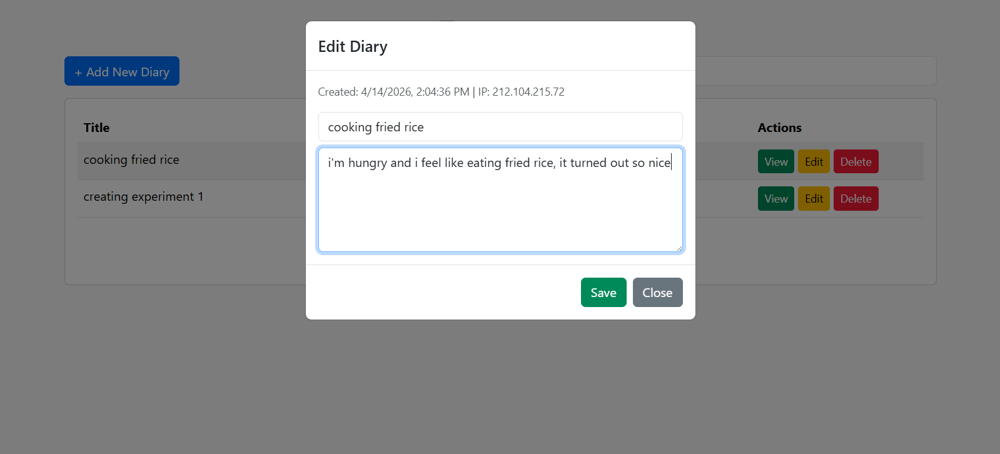 Edit Diary
+ Add New Diary
Created: 4/14/2026, 2:04:36 PM | IP: 212.104.215.72
cooking fried rice
i'm hungry and i feel like eating fried rice, it turned out so nice
Save Close
Title Actions
cooking fried rice View Edit Delete
creating experiment 1 View Edit Delete